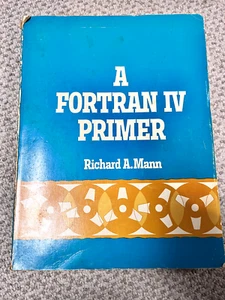 A
FORTRAN IV
PRIMER
Richard A. Mann